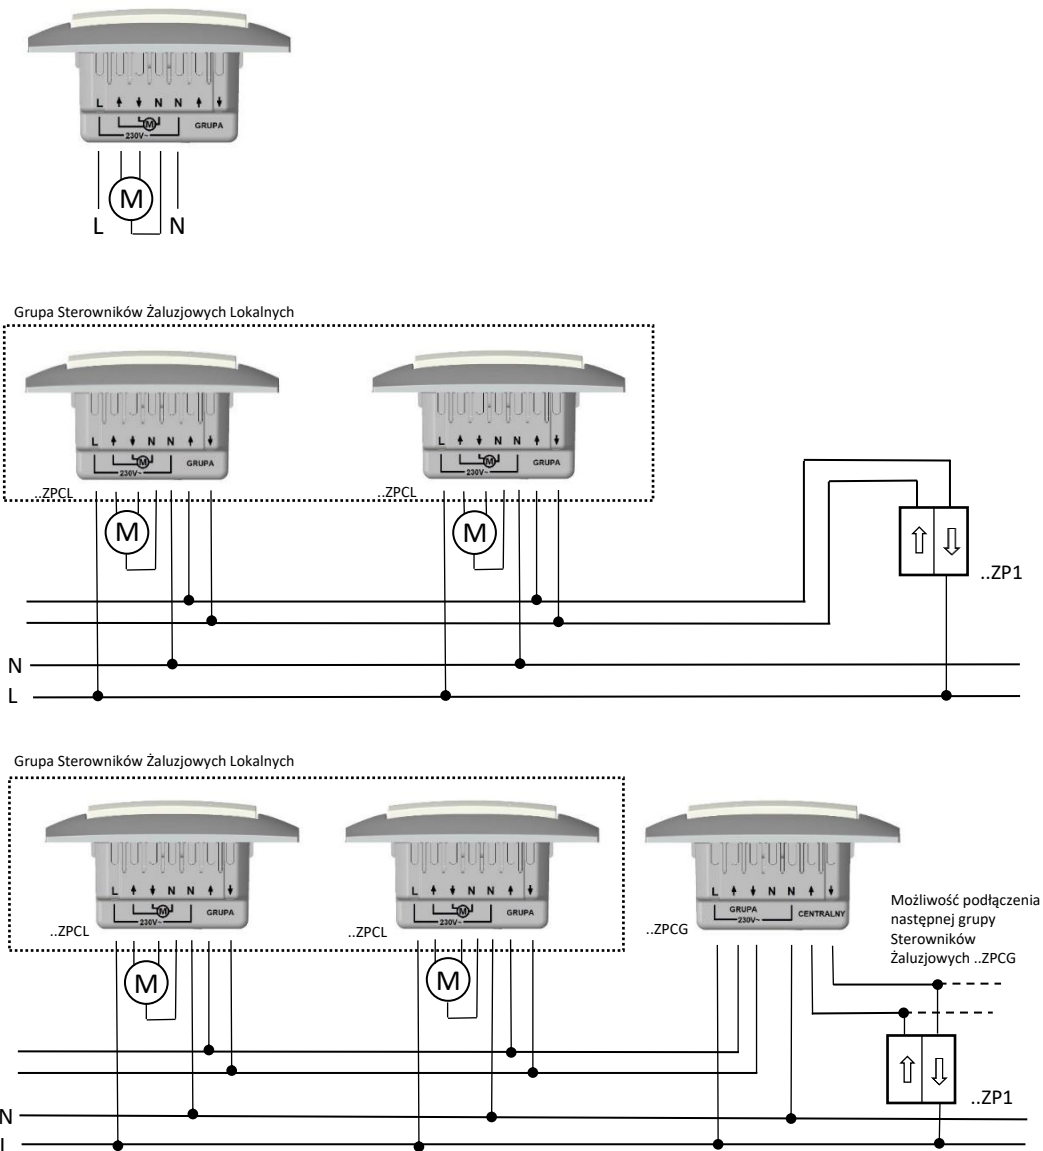 L N N
M
230V~
GRUPA
M
L N
Grupa Sterowników Żaluzjowych Lokalnych
L N N
M
230V~
GRUPA
L N N
M
230V~
GRUPA
..ZPCL
..ZPCL
M
M
..ZP1
N
L
Grupa Sterowników Żaluzjowych Lokalnych
L N N
M
230V~
GRUPA
L N N
M
230V~
GRUPA
L N N
GRUPA
230V~
CENTRALNY
..ZPCL
..ZPCL
..ZPCG
Możliwość podłączenia
następnej grupy
Sterowników
Żaluzjowych ..ZPCG
M
M
..ZP1
N
L